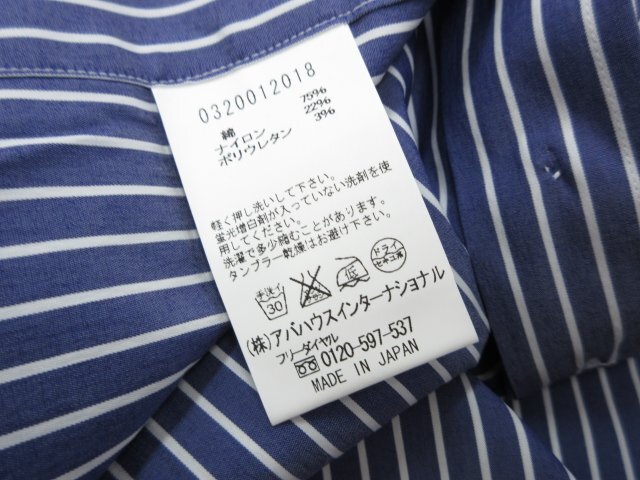 0320012018
綿 75%
ナイロン 22%
ポリウレタン 3%
軽く押し洗いして下さい。
蛍光増白剤が入っていない洗剤を使
用してください。
洗濯で多少縮むことがあります。
タンブラー乾燥はお避け下さい。
手洗イ 30 低 ドライ セキユ系
(株)アバハウスインターナショナル
フリーダイヤル
0120-597-537
MADE IN JAPAN